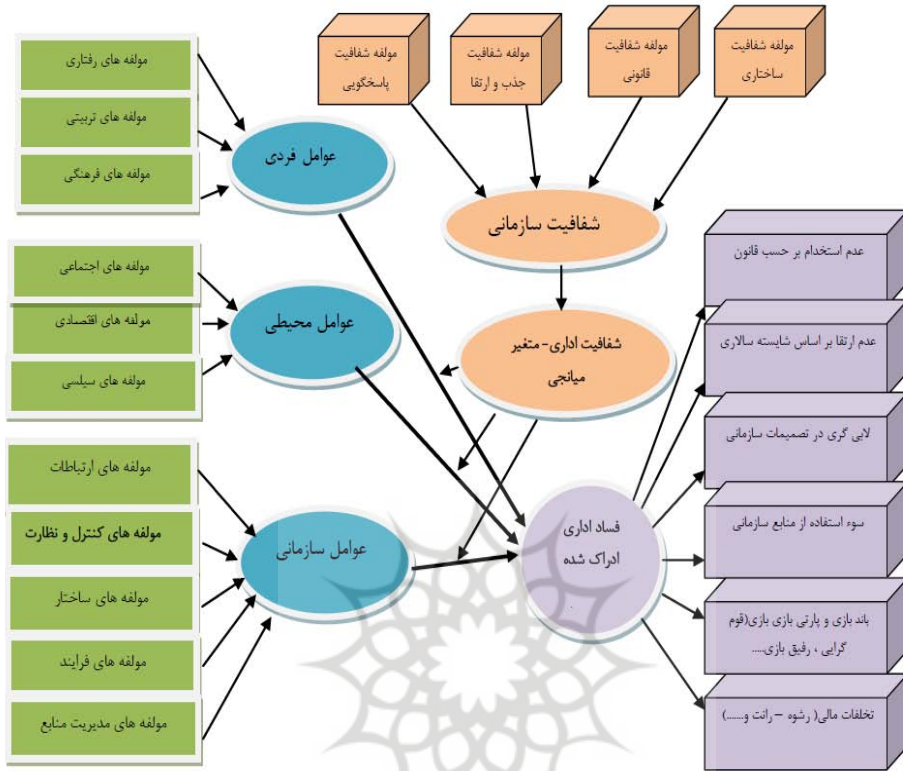 مولفه شفافیت
ساختاری
مولفه شفافیت
قانونی
مولفه شفافیت
جذب و ارتقا
مولفه شفافیت
پاسخگویی
شفافیت سازمانی
شفافیت اداری- متغیر
میانجی
مولفه های رفتاری
مولفه های تربیتی
مولفه های فرهنگی
عوامل فردی
مولفه های اجتماعی
مولفه های اقتصادی
مولفه های سیلسی
عوامل محیطی
مولفه های ارتباطات
مولفه های کنترل و نظارت
مولفه های ساختار
مولفه های فرایند
مولفه های مدیریت منابع
عوامل سازمانی
فساد اداری
ادراک شده
.
عدم استخدام بر حسب قانون
عدم ارتقا بر اساس شایسته سالاری
لابی گری در تصمیمات سازمانی
سوء استفاده از منابع سازمانی
باند بازی و پارتی بازی بازی(قوم
گرایی ، رفیق بازی.....
تخلفات مالی( رشوه – رانت و.......)